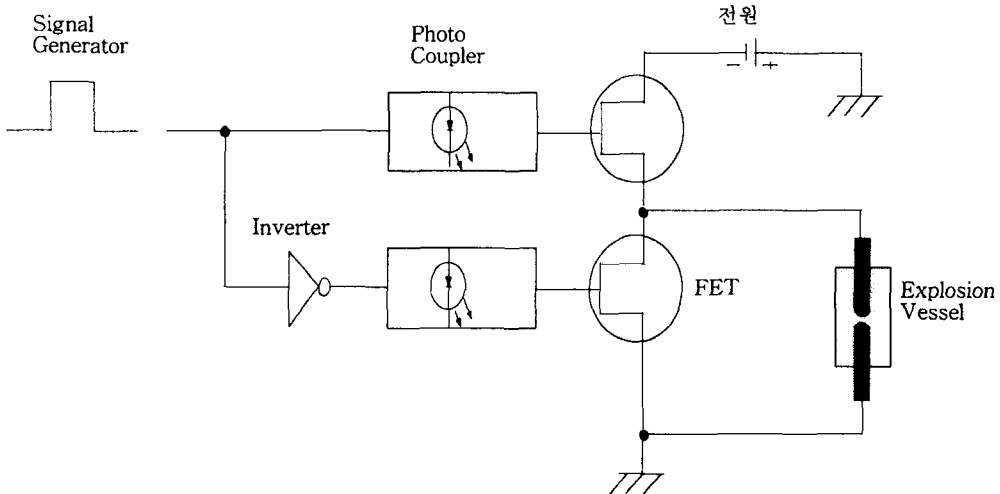 Signal
Generator
Photo
Coupler
전원
− +
Inverter
FET
Explosion
Vessel